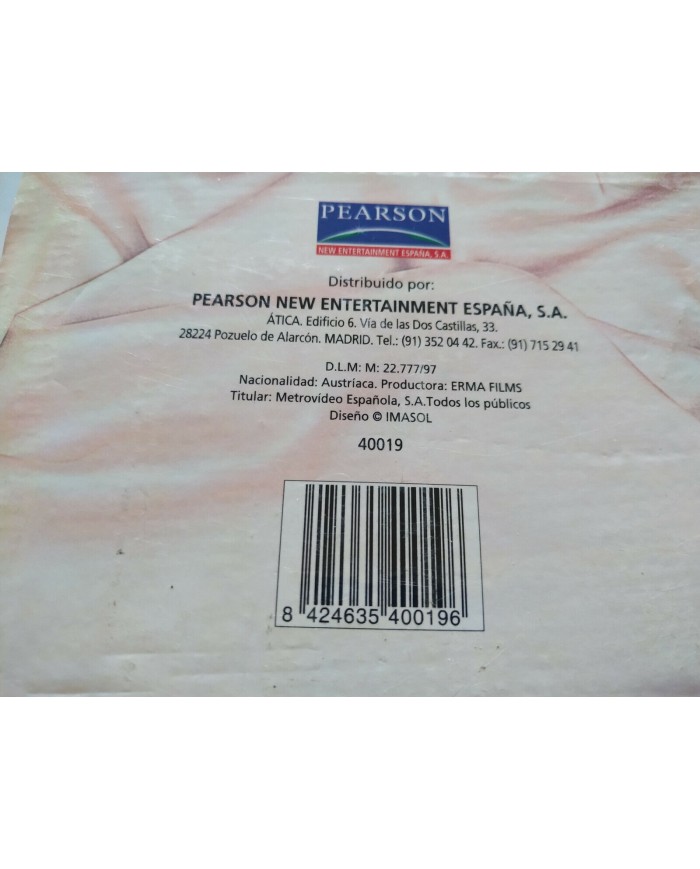 PEARSON
NEW ENTERTAINMENT ESPAÑA, S.A.
Distribuido por:
PEARSON NEW ENTERTAINMENT ESPAÑA, S.A.
ÁTICA. Edificio 6. Vía de las Dos Castillas, 33.
28224 Pozuelo de Alarcón. MADRID. Tel.: (91) 352 04 42. Fax.: (91) 715 29 41
D.L.M: M: 22.777/97
Nacionalidad: Austríaca. Productora: ERMA FILMS
Titular: Metrovídeo Española, S.A.Todos los públicos
Diseño © IMASOL
40019
8 424635 400196